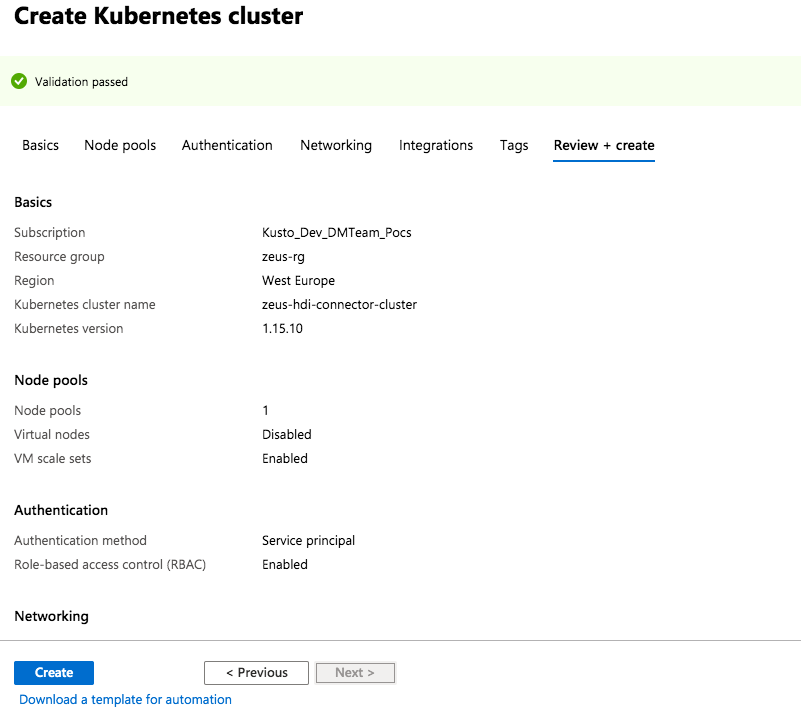 Create Kubernetes cluster
Validation passed
Basics Node pools Authentication Networking Integrations Tags Review + create
Basics
Subscription Kusto_Dev_DMTeam_Pocs
Resource group zeus-rg
Region West Europe
Kubernetes cluster name zeus-hdi-connector-cluster
Kubernetes version 1.15.10
Node pools
Node pools 1
Virtual nodes Disabled
VM scale sets Enabled
Authentication
Authentication method Service principal
Role-based access control (RBAC) Enabled
Networking
Create < Previous Next >
Download a template for automation